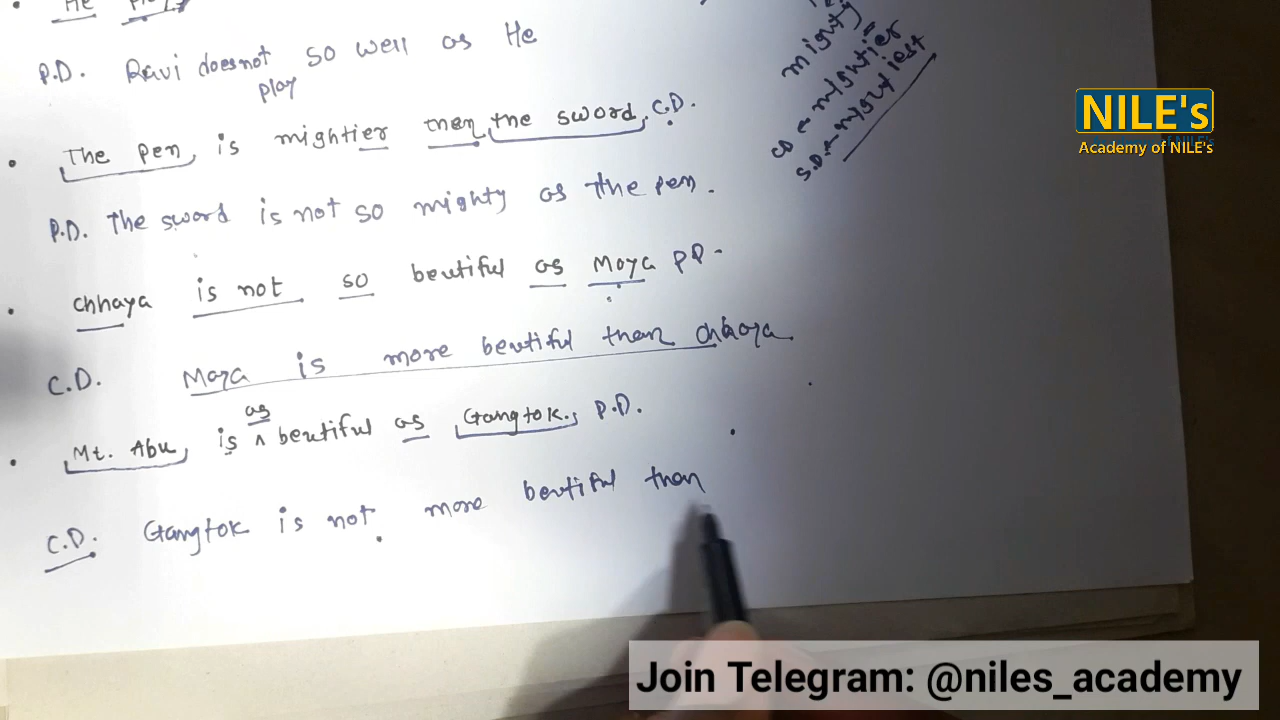 He
P.D. Ravi does not play so well as He
The pen is mightier than the sword. C.D.
P.D. The sword is not so mighty as the pen.
chhaya is not so beutiful as Maya P.D.
C.D. Maya is more beutiful than chhaya
Mt. Abu is as beutiful as Gangtok. P.D.
C.D. Gangtok is not more beutiful than
mighty
CD = mightier
S.D. = mightiest
NILE's
Academy of NILE's
Join Telegram: @niles_academy